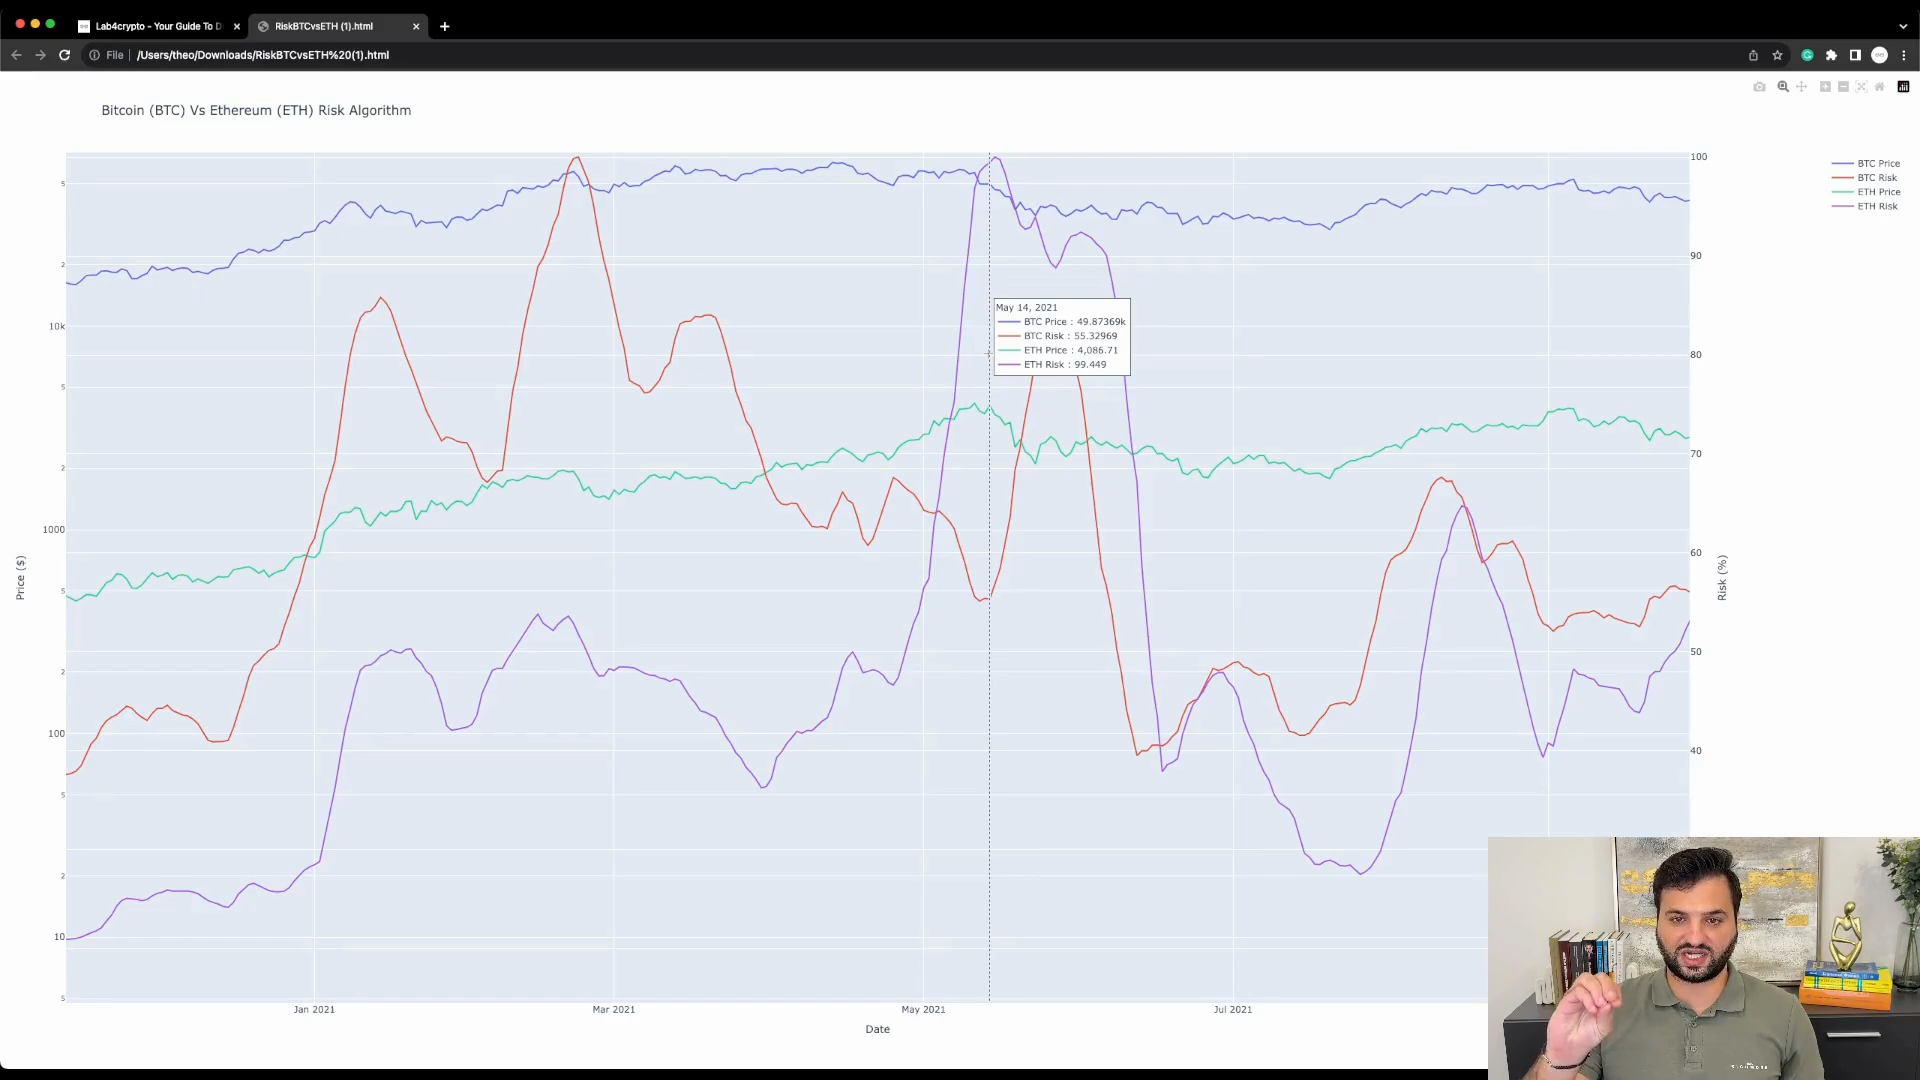 Lab4crypto - Your Guide To D
RiskBTCvsETH (1).html
File
/Users/theo/Downloads/RiskBTCvsETH%20(1).html
Bitcoin (BTC) Vs Ethereum (ETH) Risk Algorithm
BTC Price
BTC Risk
ETH Price
ETH Risk
5
2
10k
5
2
1000
5
2
100
5
2
10
5
Price ($)
100
90
80
70
60
50
40
Risk (%)
May 14, 2021
BTC Price : 49.87369k
BTC Risk : 55.32969
ETH Price : 4,086.71
ETH Risk : 99.449
Jan 2021
Mar 2021
May 2021
Jul 2021
Date